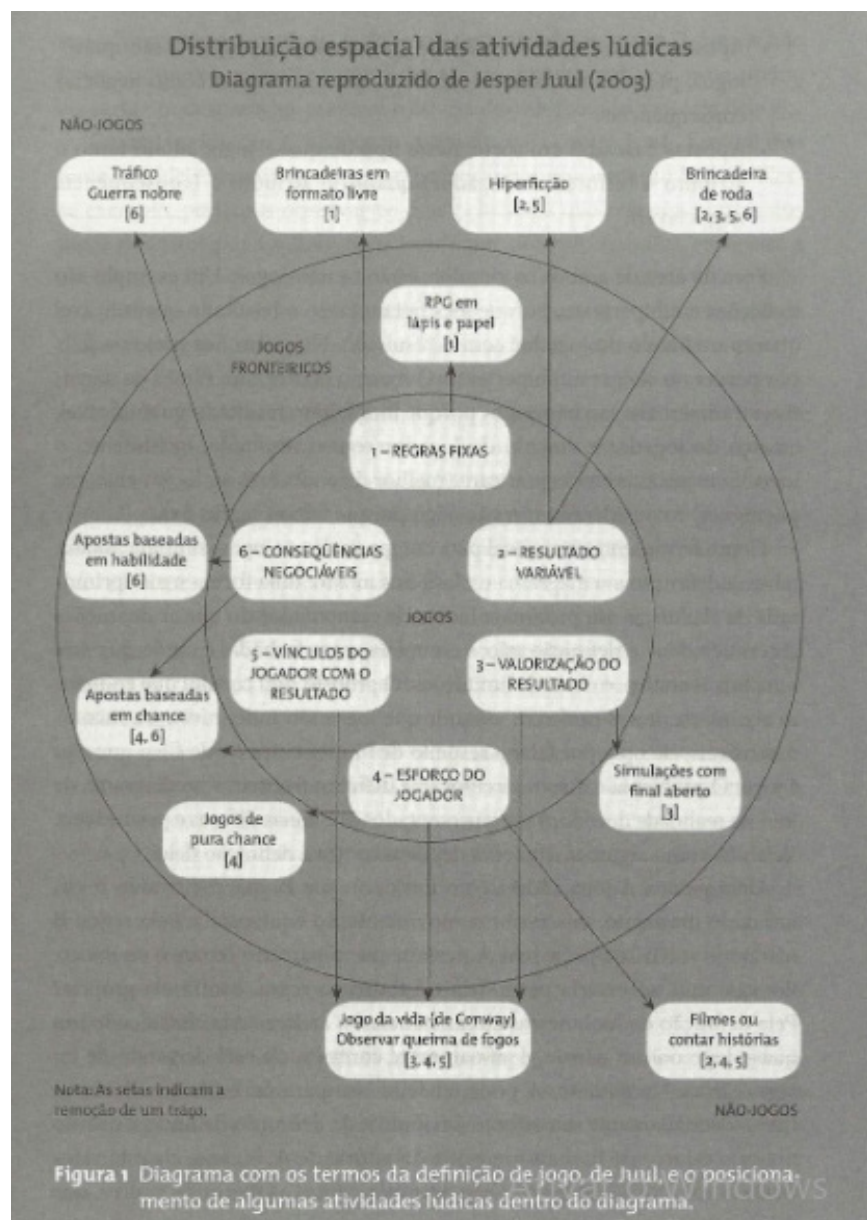 Distribuição espacial das atividades lúdicas
Diagrama reproduzido de Jesper Juul (2003)
NÃO-JOGOS
Tráfico
Guerra nobre
[6]
Brincadeiras em
formato livre
[1]
Hiperficção
[2, 5]
Brincadeira
de roda
[2, 3, 5, 6]
RPG em
lápis e papel
[1]
JOGOS
FRONTEIRIÇOS
1 – REGRAS FIXAS
Apostas baseadas
em habilidade
[6]
6 – CONSEQÜÊNCIAS
NEGOCIÁVEIS
2 – RESULTADO
VARIÁVEL
JOGOS
5 – VÍNCULOS DO
JOGADOR COM O
RESULTADO
3 – VALORIZAÇÃO DO
RESULTADO
Apostas baseadas
em chance
[4, 6]
4 – ESFORÇO DO
JOGADOR
Simulações com
final aberto
[3]
Jogos de
pura chance
[4]
Jogo da vida (de Conway)
Observar queima de fogos
[3, 4, 5]
Filmes ou
contar histórias
[2, 4, 5]
Nota: As setas indicam a
remoção de um traço.
NÃO-JOGOS
Figura 1 Diagrama com os termos da definição de jogo, de Juul, e o posiciona-
mento de algumas atividades lúdicas dentro do diagrama.
Windows